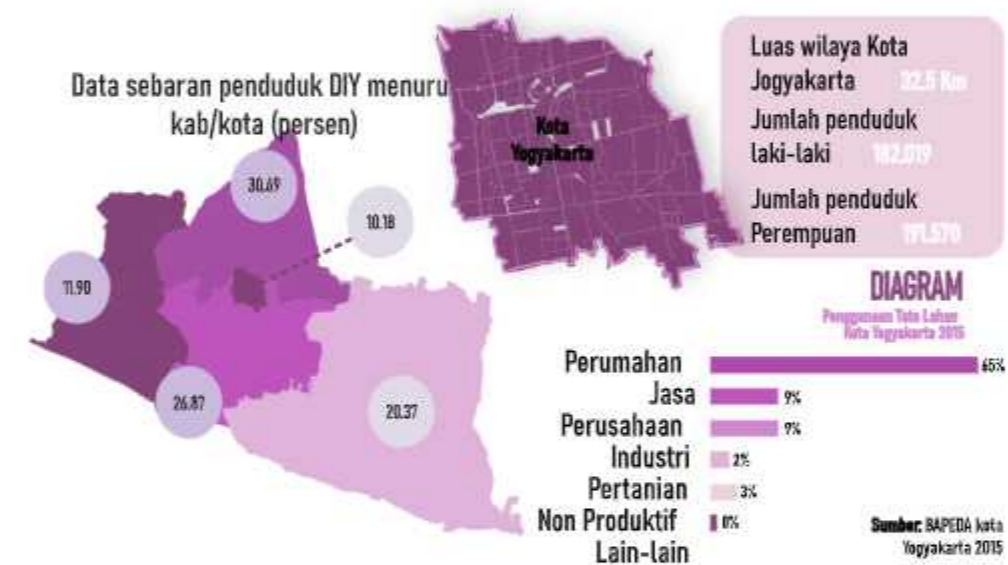 Data sebaran penduduk DIY menuru
kab/kota (persen)
30.69
10.18
11.90
26.87
20.37
Kota
Yogyakarta
Luas wilaya Kota
Jogyakarta 32.5 Km
Jumlah penduduk
laki-laki 182.019
Jumlah penduduk
Perempuan 191.570
DIAGRAM
Penggunaan Tata Lahan
Kota Yogyakarta 2015
Perumahan 65%
Jasa 9%
Perusahaan 9%
Industri 2%
Pertanian 3%
Non Produktif 0%
Lain-lain
Sumber: BAPEDA kota
Yogyakarta 2015